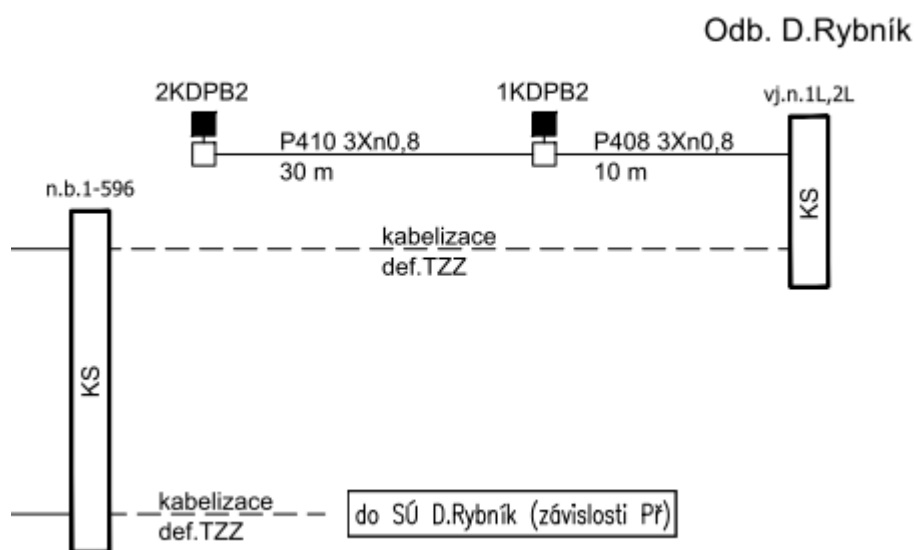 Odb. D.Rybník
2KDPB2
1KDPB2
vj.n.1L,2L
P410 3Xn0,8
30 m
P408 3Xn0,8
10 m
KS
n.b.1-596
kabelizace
def.TZZ
KS
kabelizace
def.TZZ
do SÚ D.Rybník (závislosti Př)